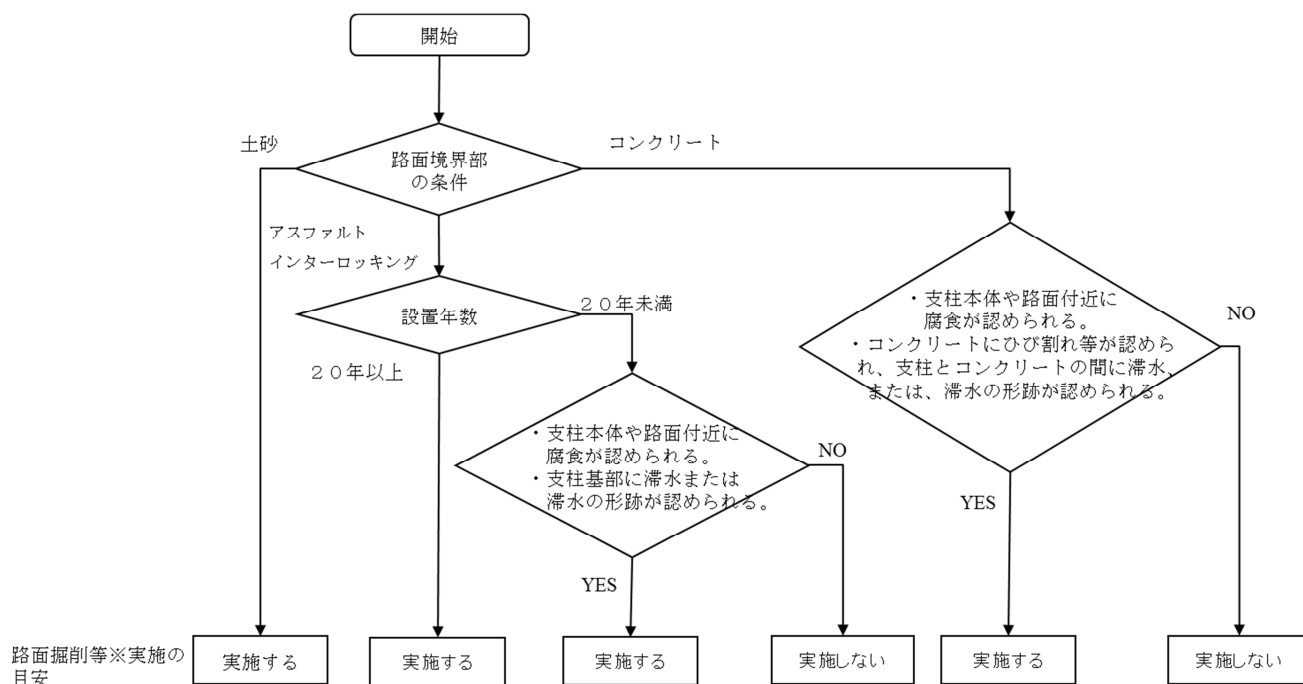 開始
土砂
コンクリート
路面境界部
の条件
アスファルト
インターロッキング
設置年数
２０年未満
２０年以上
・支柱本体や路面付近に
腐食が認められる。
・コンクリートにひび割れ等が認めら
れ、支柱とコンクリートの間に滞水、
または、滞水の形跡が認められる。
NO
YES
・支柱本体や路面付近に
腐食が認められる。
・支柱基部に滞水または
滞水の形跡が認められる。
NO
YES
路面掘削等※実施の
目安
実施する
実施する
実施する
実施しない
実施する
実施しない